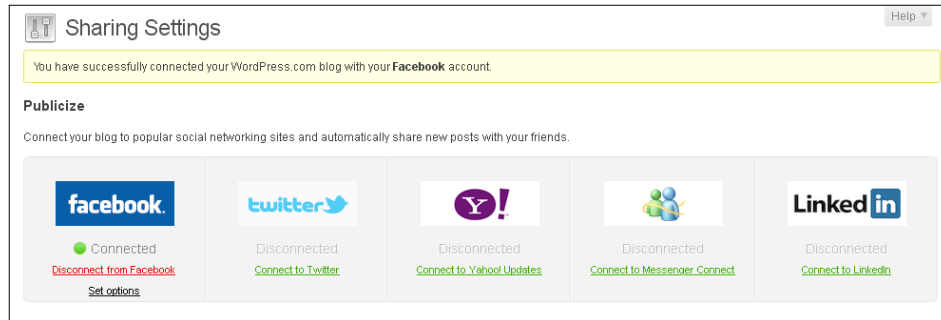 Help
Sharing Settings
You have successfully connected your WordPress.com blog with your Facebook account.
Publicize
Connect your blog to popular social networking sites and automatically share new posts with your friends.
facebook.
twitter
Y!
Linked in
Connected
Disconnected
Disconnected
Disconnected
Disconnected
Disconnect from Facebook
Connect to Twitter
Connect to Yahoo! Updates
Connect to Messenger Connect
Connect to LinkedIn
Set options